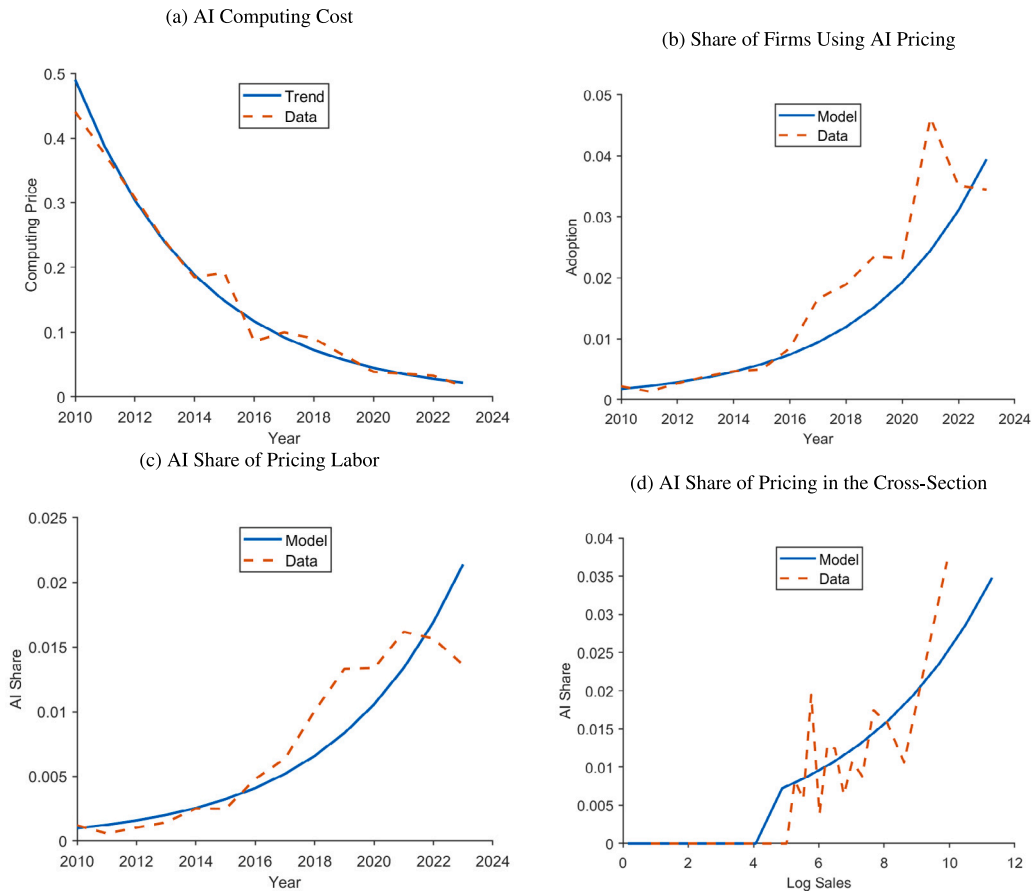 (a) AI Computing Cost
0.5
0.4
0.3
0.2
0.1
0
Computing Price
Trend
Data
2010 2012 2014 2016 2018 2020 2022 2024
Year
(b) Share of Firms Using AI Pricing
0.05
0.04
0.03
0.02
0.01
0
Adoption
Model
Data
2010 2012 2014 2016 2018 2020 2022 2024
Year
(c) AI Share of Pricing Labor
0.025
0.02
0.015
0.01
0.005
0
AI Share
Model
Data
2010 2012 2014 2016 2018 2020 2022 2024
Year
(d) AI Share of Pricing in the Cross-Section
0.04
0.035
0.03
0.025
0.02
0.015
0.01
0.005
0
AI Share
Model
Data
0 2 4 6 8 10 12
Log Sales